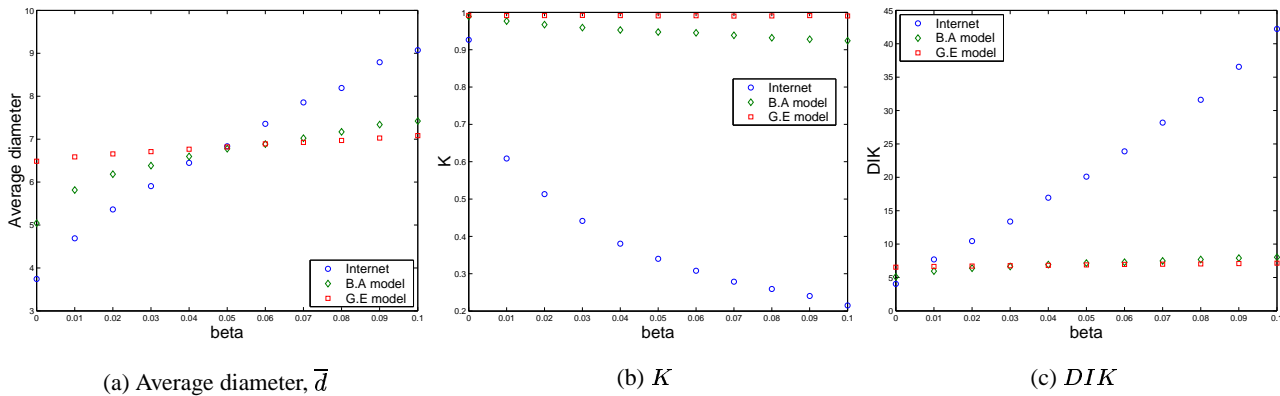 10
9
8
7
6
5
4
3
Average diameter
Internet
B.A model
G.E model
0 0.01 0.02 0.03 0.04 0.05 0.06 0.07 0.08 0.09 0.1
beta
(a) Average diameter, d̅
1
0.9
0.8
0.7
0.6
0.5
0.4
0.3
0.2
K
Internet
B.A model
G.E model
0 0.01 0.02 0.03 0.04 0.05 0.06 0.07 0.08 0.09 0.1
beta
(b) K
45
40
35
30
25
20
15
10
5
0
DIK
Internet
B.A model
G.E model
0 0.01 0.02 0.03 0.04 0.05 0.06 0.07 0.08 0.09 0.1
beta
(c) DIK